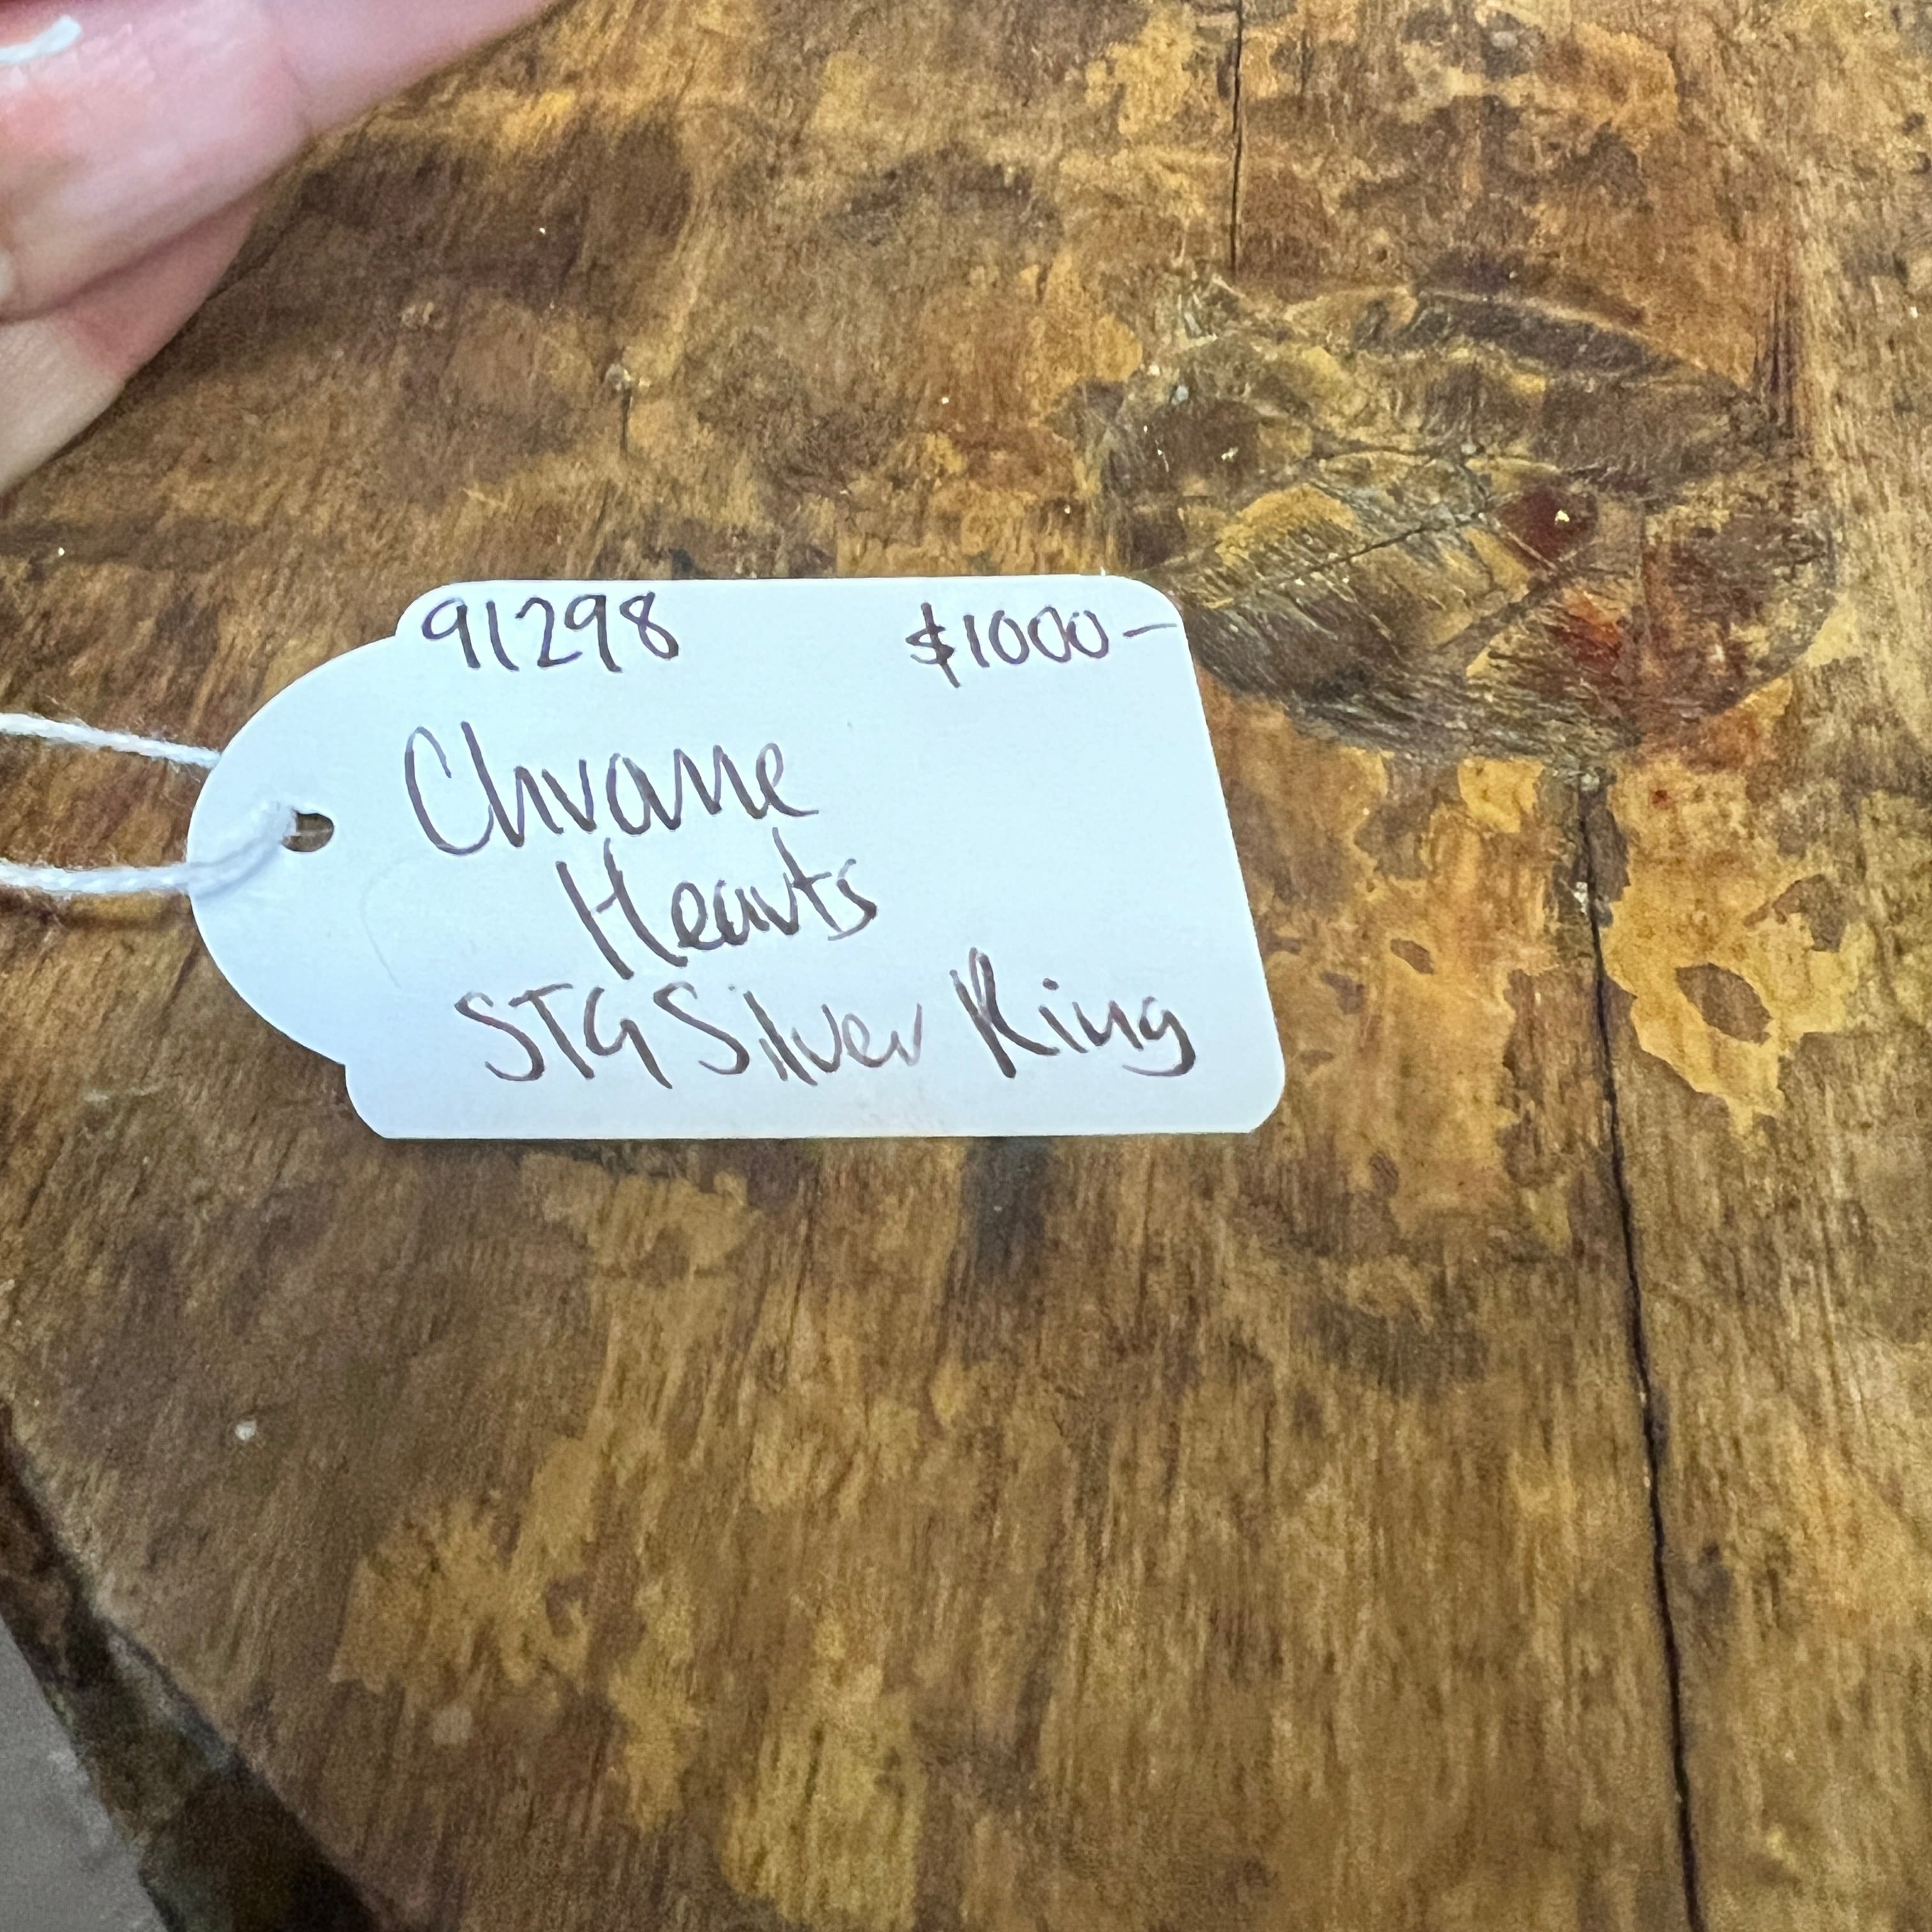 91298 $1000-
Chrome
Hearts
STG Silver Ring